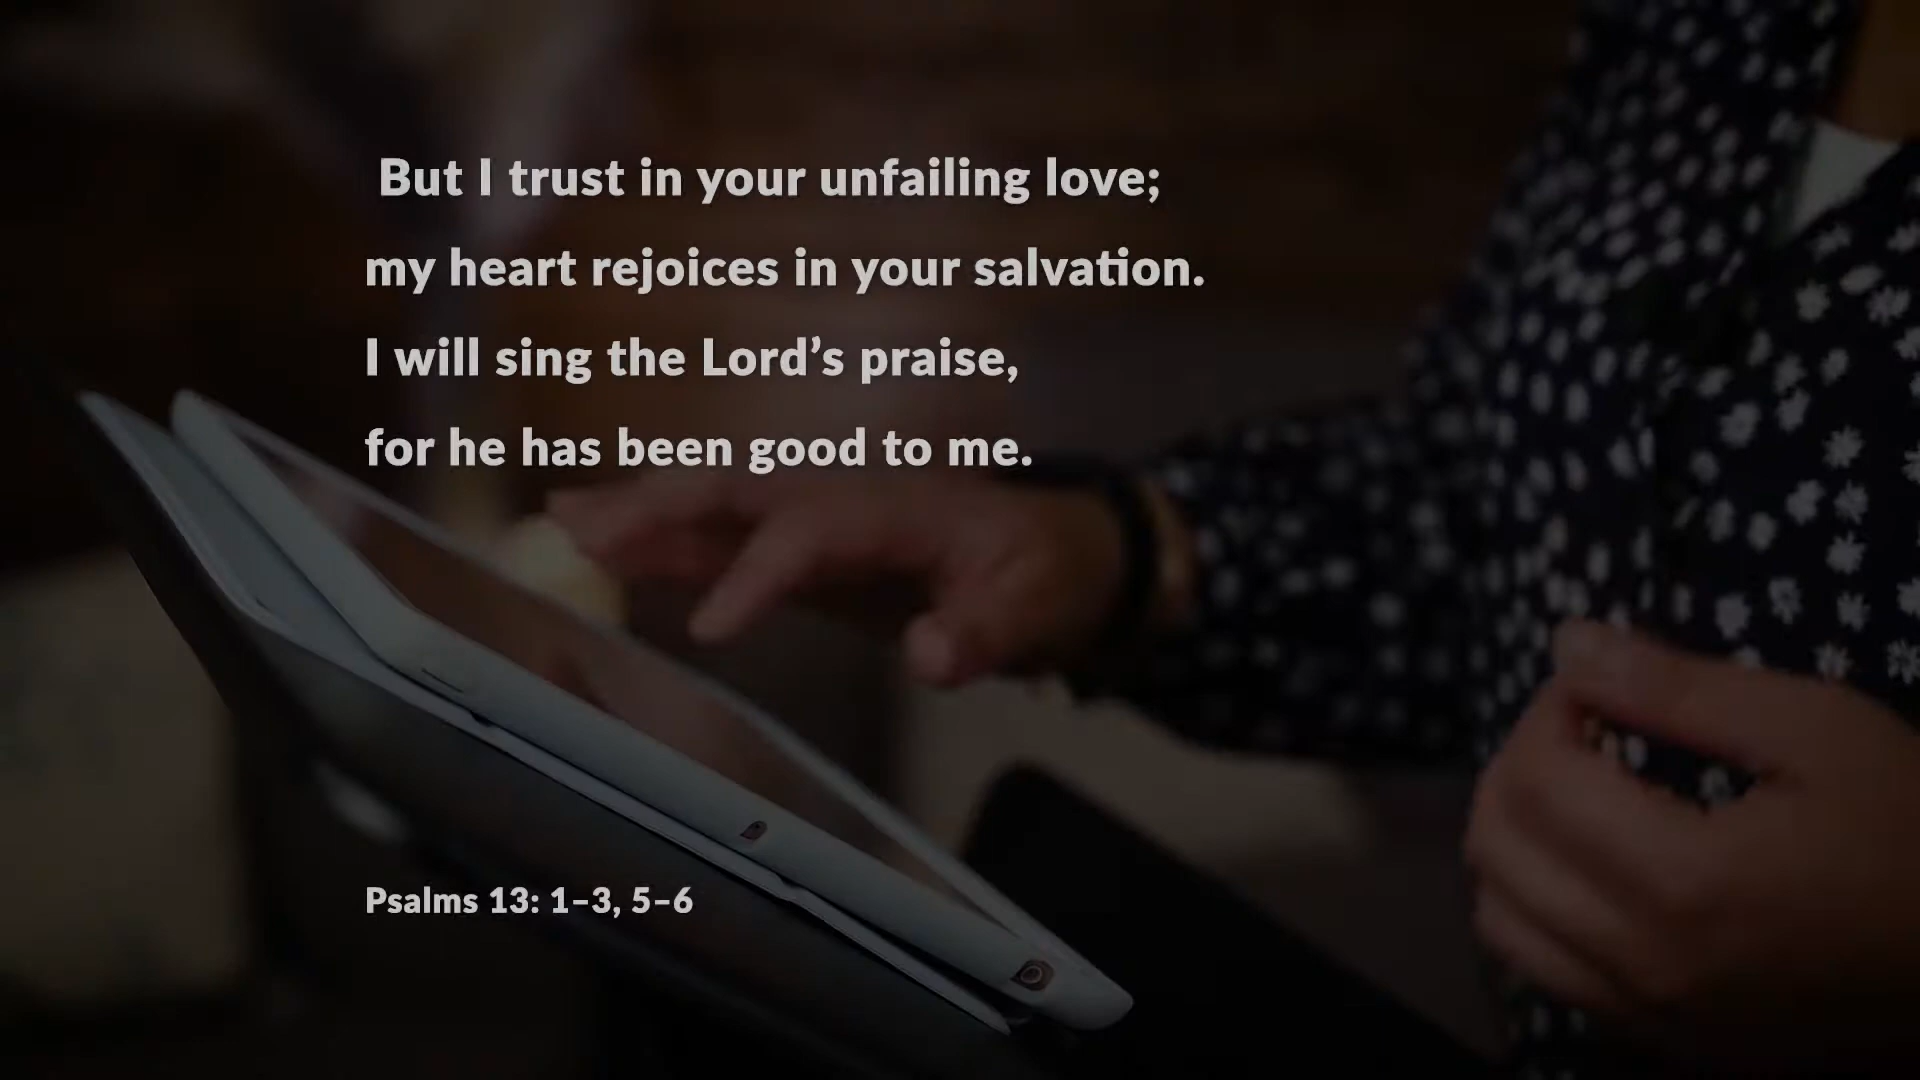 But I trust in your unfailing love;
my heart rejoices in your salvation.
I will sing the Lord’s praise,
for he has been good to me.
Psalms 13: 1–3, 5–6